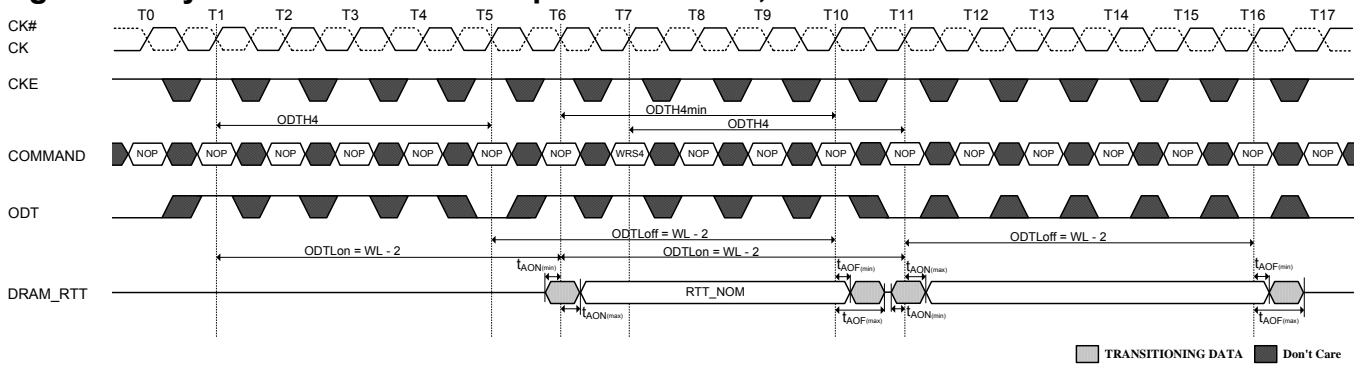 T0 T1 T2 T5 T6 T7 T8 T9 T10 T11 T12 T13 T14 T15 T16 T17
CK#
CK
CKE
ODTH4 ODTH4min
ODTH4
COMMAND NOP NOP NOP NOP NOP NOP NOP WRS4 NOP NOP NOP NOP NOP NOP NOP NOP NOP NOP
ODT
ODTLoff = WL - 2 ODTLoff = WL - 2
ODTLon = WL - 2 ODTLon = WL - 2
tAON(min) tAOF(min) tAON(max) tAOF(min)
DRAM_RTT RTT_NOM
tAON(max) tAOF(max) tAON(min) tAOF(max)
TRANSITIONING DATA Don't Care